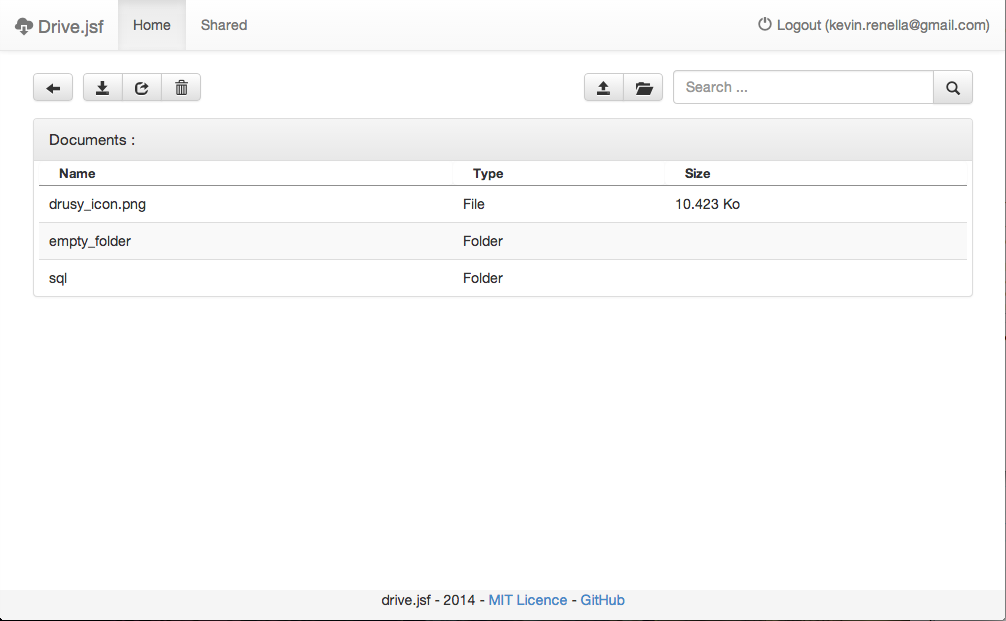 Drive.jsf Home Shared Logout (kevin.renella@gmail.com)
Search ...
Documents :
Name Type Size
drusy_icon.png File 10.423 Ko
empty_folder Folder
sql Folder
drive.jsf - 2014 - MIT Licence - GitHub